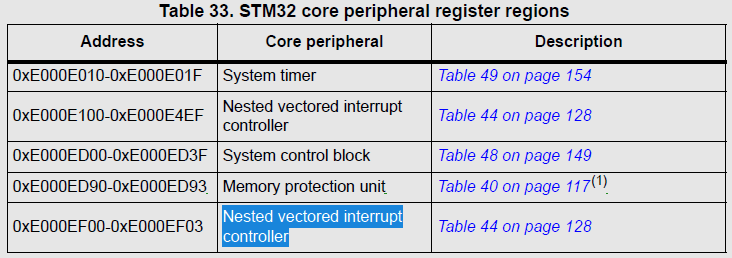 Table 33. STM32 core peripheral register regions
Address Core peripheral Description
0xE000E010-0xE000E01F System timer Table 49 on page 154
0xE000E100-0xE000E4EF Nested vectored interrupt controller Table 44 on page 128
0xE000ED00-0xE000ED3F System control block Table 48 on page 149
0xE000ED90-0xE000ED93. Memory protection unit. Table 40 on page 117(1).
0xE000EF00-0xE000EF03 Nested vectored interrupt controller Table 44 on page 128